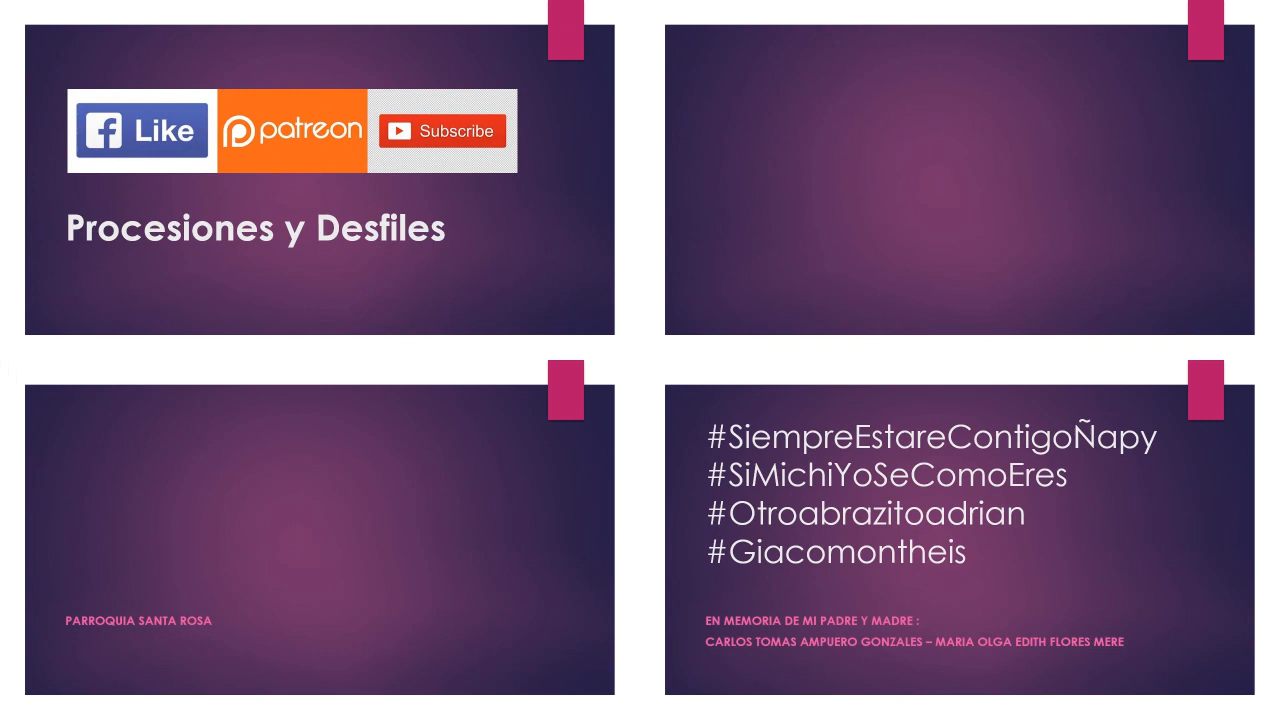 Like
patreon
Subscribe
Procesiones y Desfiles
PARROQUIA SANTA ROSA
#SiempreEstareContigoÑapy
#SiMichiYoSeComoEres
#Otroabrazitoadrian
#Giacomontheis
EN MEMORIA DE MI PADRE Y MADRE :
CARLOS TOMAS AMPUERO GONZALES – MARIA OLGA EDITH FLORES MERE